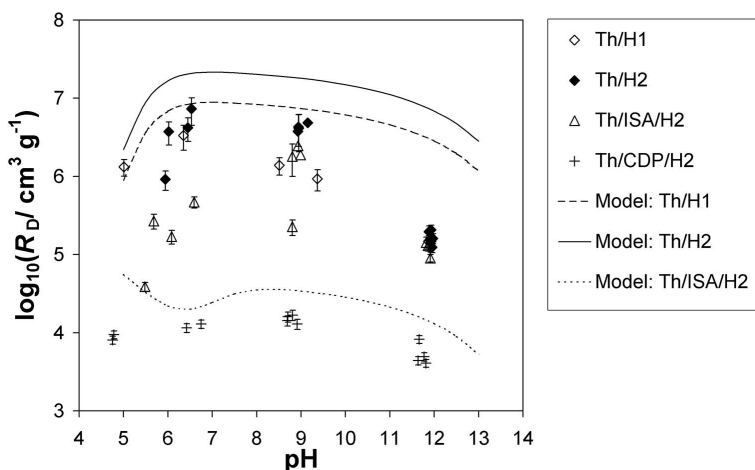 log10(RD/ cm3 g-1)
8
7
6
5
4
3
4 5 6 7 8 9 10 11 12 13 14
pH
Th/H1
Th/H2
Th/ISA/H2
Th/CDP/H2
Model: Th/H1
Model: Th/H2
Model: Th/ISA/H2